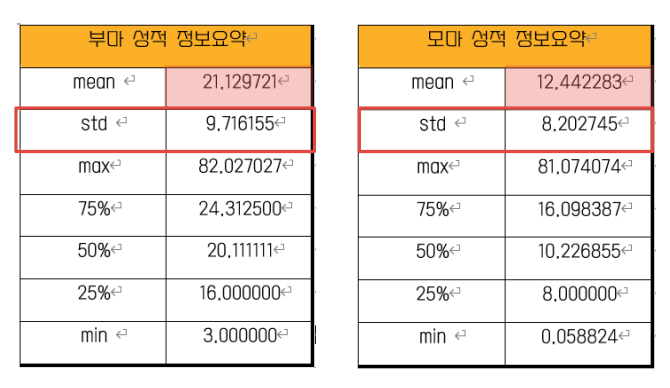 부마 성적 정보요약
mean 21.129721
std 9.716155
max 82.027027
75% 24.312500
50% 20.111111
25% 16.000000
min 3.000000
모마 성적 정보요약
mean 12.442283
std 8.202745
max 81.074074
75% 16.098387
50% 10.226855
25% 8.000000
min 0.058824